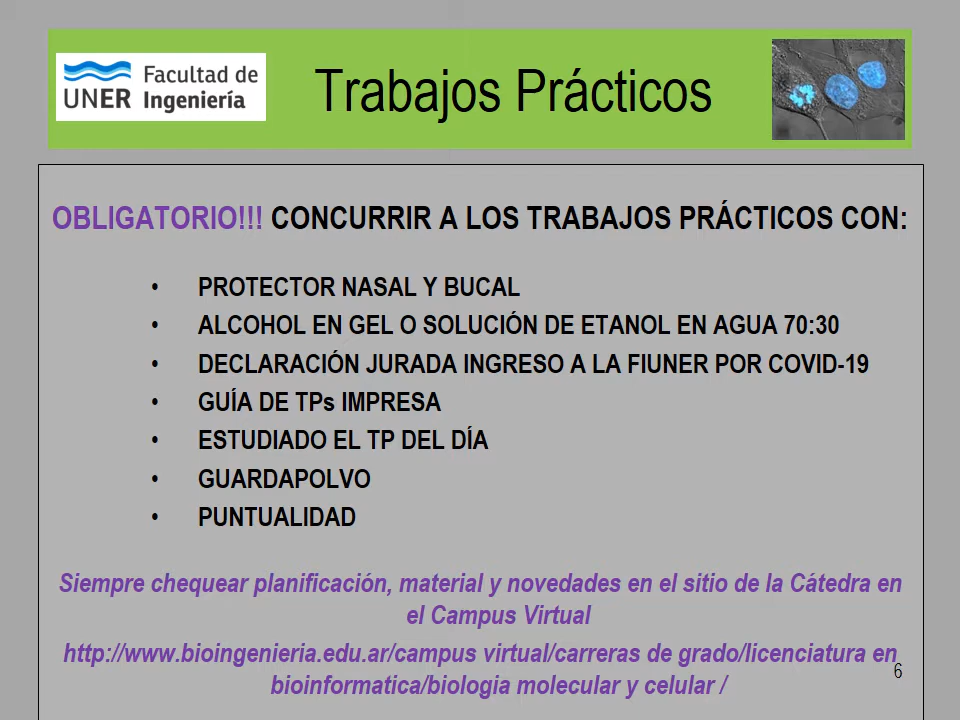 UNER Facultad de Ingeniería
Trabajos Prácticos
OBLIGATORIO!!! CONCURRIR A LOS TRABAJOS PRÁCTICOS CON:
• PROTECTOR NASAL Y BUCAL
• ALCOHOL EN GEL O SOLUCIÓN DE ETANOL EN AGUA 70:30
• DECLARACIÓN JURADA INGRESO A LA FIUNER POR COVID-19
• GUÍA DE TPs IMPRESA
• ESTUDIADO EL TP DEL DÍA
• GUARDAPOLVO
• PUNTUALIDAD
Siempre chequear planificación, material y novedades en el sitio de la Cátedra en
el Campus Virtual
http://www.bioingenieria.edu.ar/campus virtual/carreras de grado/licenciatura en
bioinformatica/biologia molecular y celular /
6